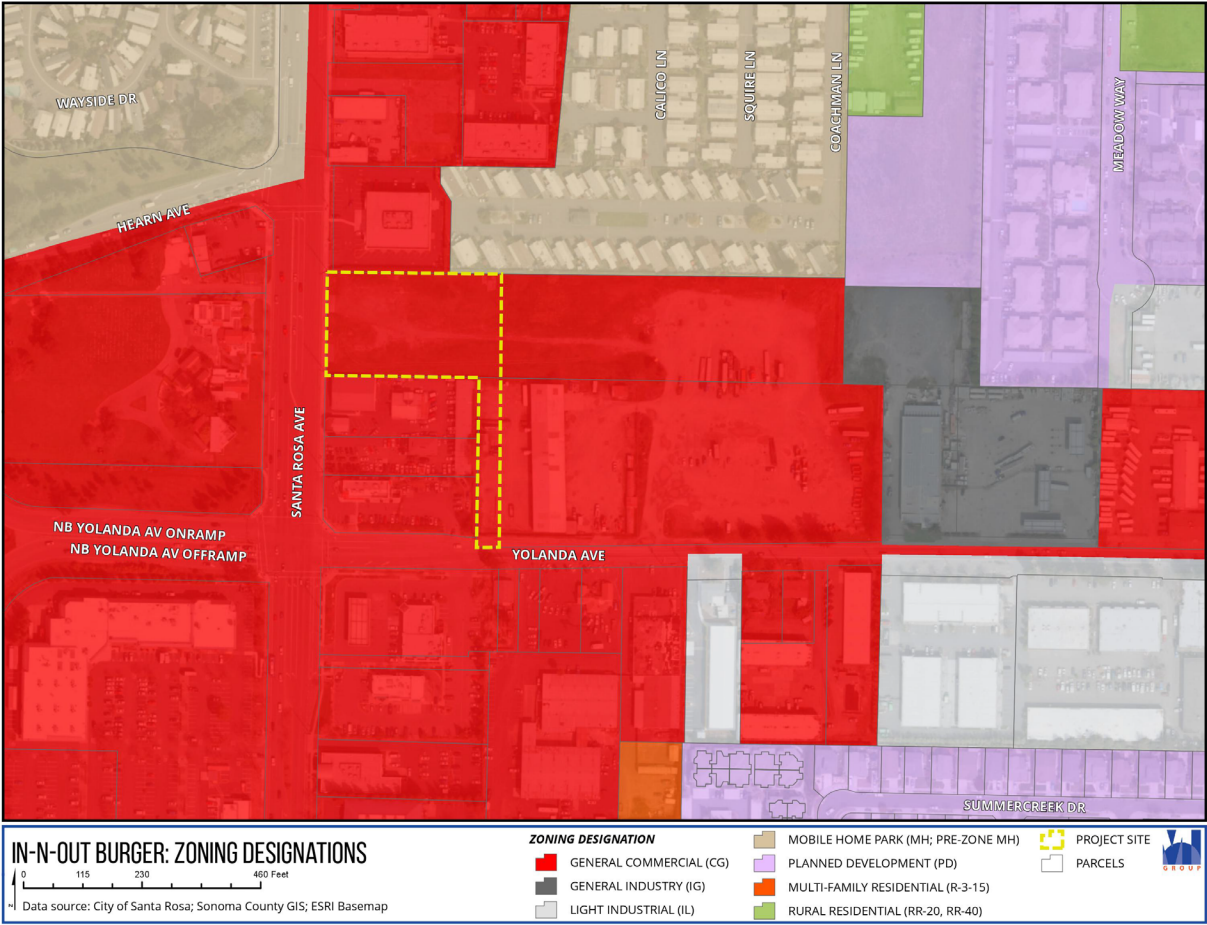 WAYSIDE DR
CALICO LN
SQUIRE LN
COACHMAN LN
MEADOW WAY
HEARN AVE
SANTA ROSA AVE
NB YOLANDA AV ONRAMP
NB YOLANDA AV OFFRAMP
YOLANDA AVE
SUMMERCREEK DR
IN-N-OUT BURGER: ZONING DESIGNATIONS
0 115 230 460 Feet
N
Data source: City of Santa Rosa; Sonoma County GIS; ESRI Basemap
ZONING DESIGNATION
GENERAL COMMERCIAL (CG)
GENERAL INDUSTRY (IG)
LIGHT INDUSTRIAL (IL)
MOBILE HOME PARK (MH; PRE-ZONE MH)
PLANNED DEVELOPMENT (PD)
MULTI-FAMILY RESIDENTIAL (R-3-15)
RURAL RESIDENTIAL (RR-20, RR-40)
PROJECT SITE
PARCELS
GROUP